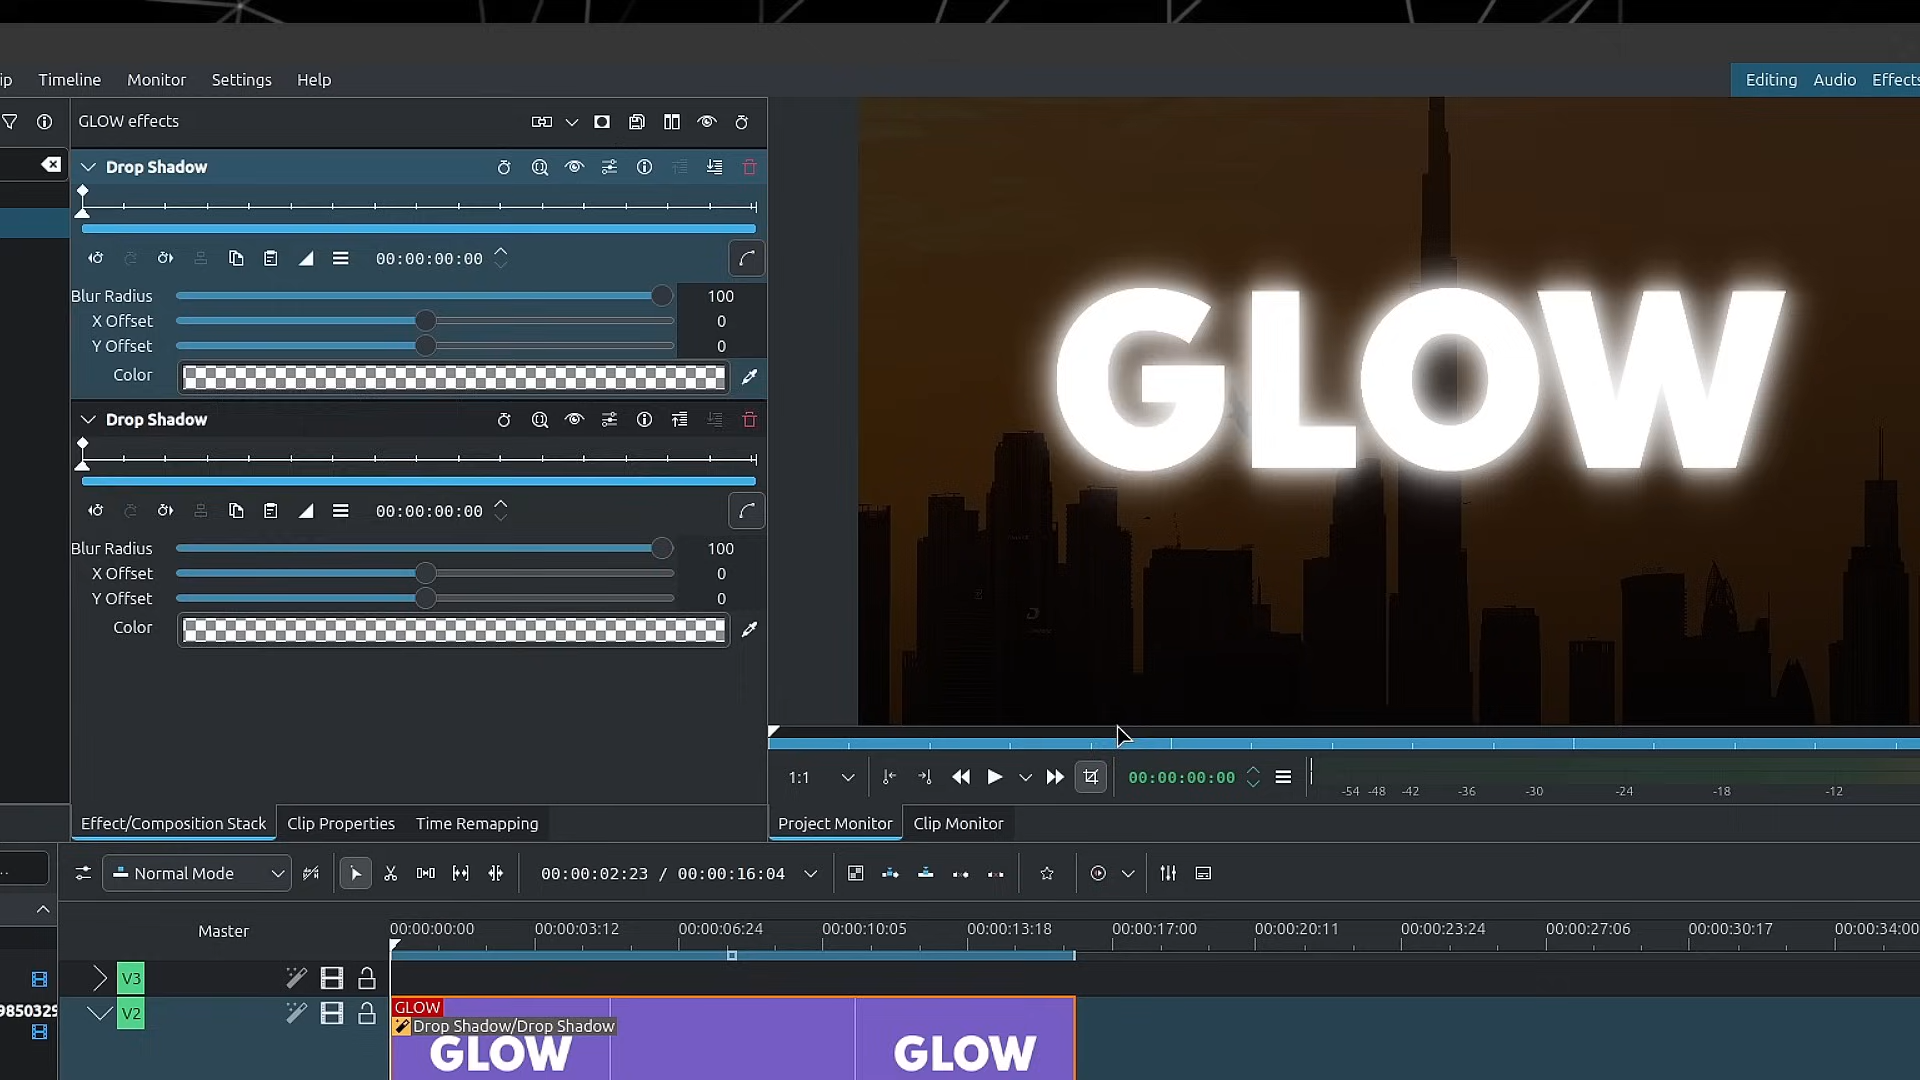 ip Timeline Monitor Settings Help
Editing Audio Effects
GLOW effects
Drop Shadow
00:00:00:00
Blur Radius 100
X Offset 0
Y Offset 0
Color
Drop Shadow
00:00:00:00
Blur Radius 100
X Offset 0
Y Offset 0
Color
GLOW
1:1 00:00:00:00
-54 -48 -42 -36 -30 -24 -18 -12
Effect/Composition Stack Clip Properties Time Remapping
Project Monitor Clip Monitor
Normal Mode 00:00:02:23 / 00:00:16:04
Master
00:00:00:00 00:00:03:12 00:00:06:24 00:00:10:05 00:00:13:18 00:00:17:00 00:00:20:11 00:00:23:24 00:00:27:06 00:00:30:17 00:00:34:00
V3
9850329
V2
GLOW
Drop Shadow/Drop Shadow
GLOW GLOW